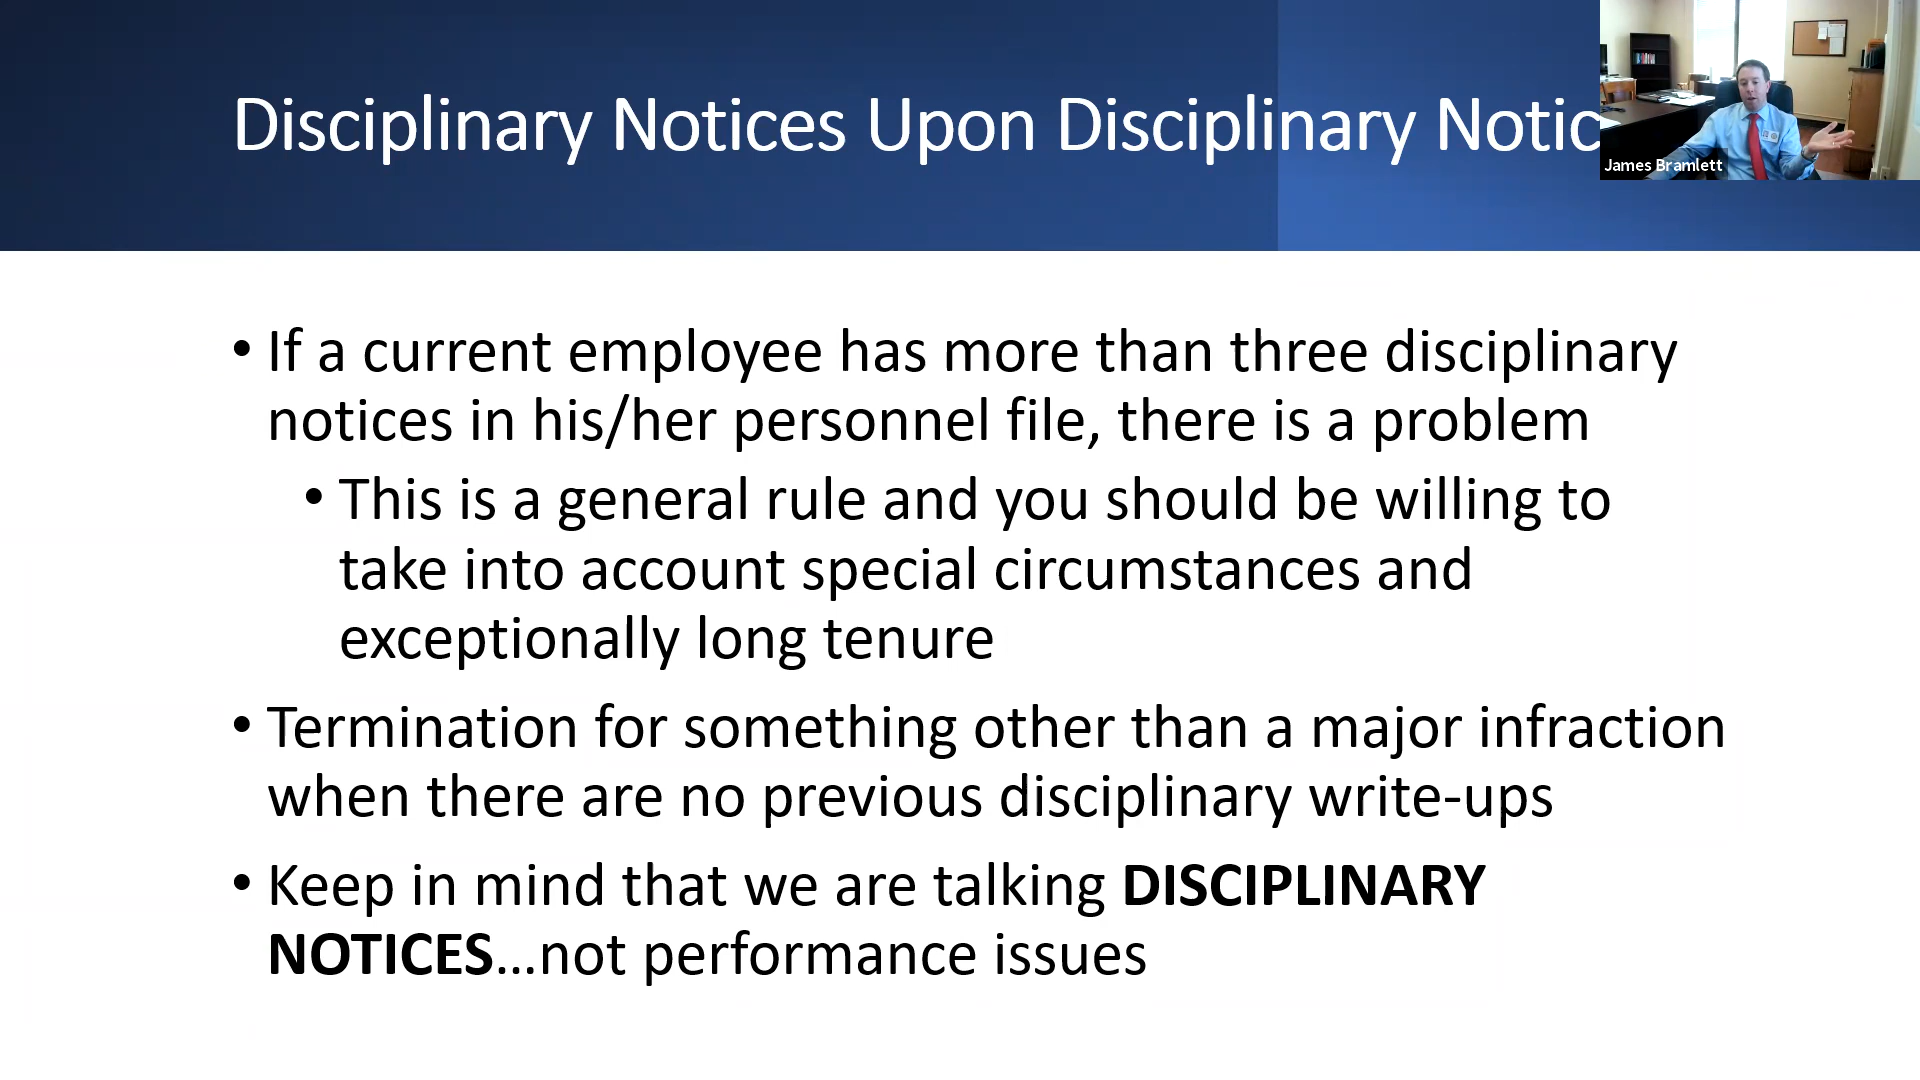 Disciplinary Notices Upon Disciplinary Notic
James Bramlett
• If a current employee has more than three disciplinary
notices in his/her personnel file, there is a problem
• This is a general rule and you should be willing to
take into account special circumstances and
exceptionally long tenure
• Termination for something other than a major infraction
when there are no previous disciplinary write-ups
• Keep in mind that we are talking DISCIPLINARY
NOTICES...not performance issues